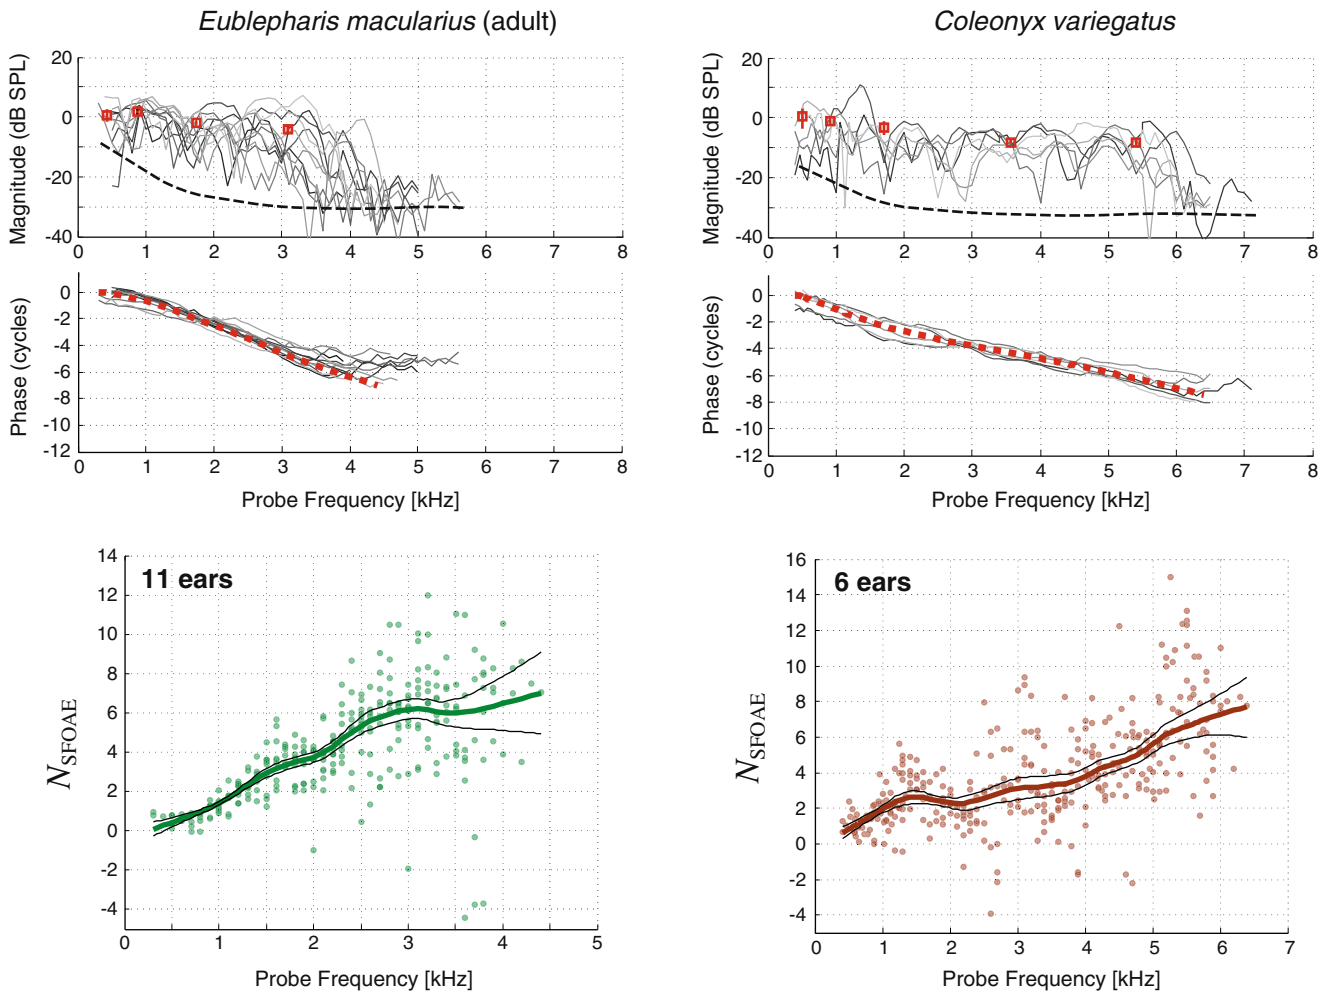 Eublepharis macularius (adult)
Coleonyx variegatus
Magnitude (dB SPL)
20
0
-20
-40
0 1 2 3 4 5 6 7 8
Magnitude (dB SPL)
20
0
-20
-40
0 1 2 3 4 5 6 7 8
Phase (cycles)
0
-2
-4
-6
-8
-10
-12
0 1 2 3 4 5 6 7 8
Probe Frequency [kHz]
Phase (cycles)
0
-2
-4
-6
-8
-10
-12
0 1 2 3 4 5 6 7 8
Probe Frequency [kHz]
11 ears
NSFOAE
14
12
10
8
6
4
2
0
-2
-4
0 1 2 3 4 5
Probe Frequency [kHz]
6 ears
NSFOAE
16
14
12
10
8
6
4
2
0
-2
-4
0 1 2 3 4 5 6 7
Probe Frequency [kHz]